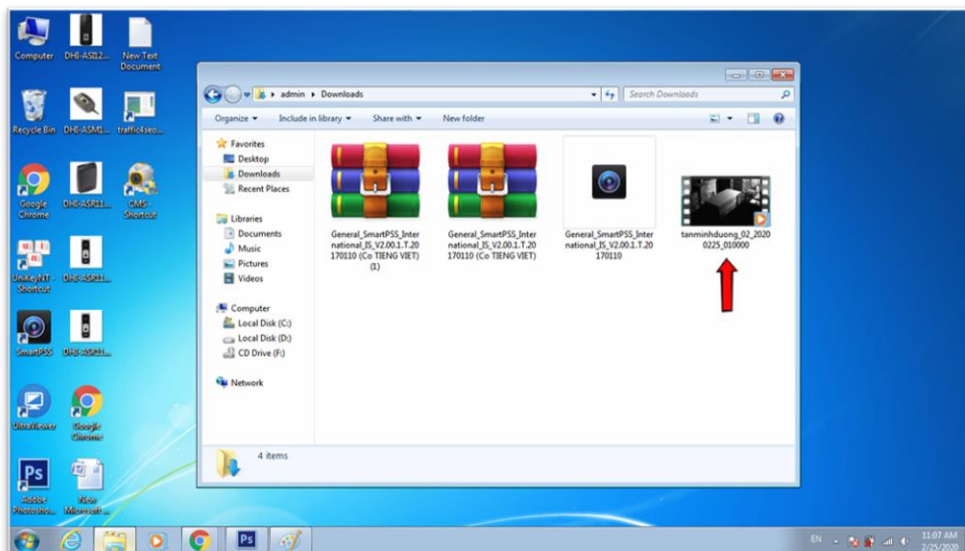 Computer
DHI-ASI12...
New Text
Document
Recycle Bin
DHI-ASM1...
traffic4seo...
Google
Chrome
DHI-ASR11...
CMS -
Shortcut
UniKeyNT -
Shortcut
DHI-ASR11...
SmartPSS
DHI-ASR11...
UltraViewer
Google
Chrome
Ps
Adobe
Photosho...
New
Microsoft ...
admin
Downloads
Search Downloads
Organize
Include in library
Share with
New folder
Favorites
Desktop
Downloads
Recent Places
Libraries
Documents
Music
Pictures
Videos
Computer
Local Disk (C:)
Local Disk (D:)
CD Drive (F:)
Network
General_SmartPSS_Inter
national_IS_V2.00.1.T.20
170110 (Co TIENG VIET)
(1)
General_SmartPSS_Inter
national_IS_V2.00.1.T.20
170110 (Co TIENG VIET)
General_SmartPSS_Inter
national_IS_V2.00.1.T.20
170110
tanminhduong_02_2020
0225_010000
4 items
Ps
EN
11:07 AM
2/25/2020